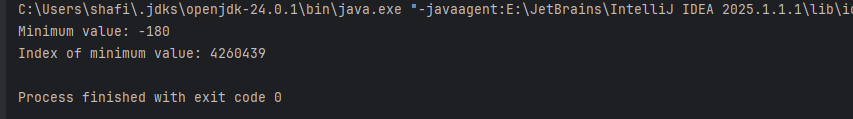 C:\Users\shafi\.jdks\openjdk-24.0.1\bin\java.exe "-javaagent:E:\JetBrains\IntelliJ IDEA 2025.1.1.1\lib\
Minimum value: -180
Index of minimum value: 4260439
Process finished with exit code 0